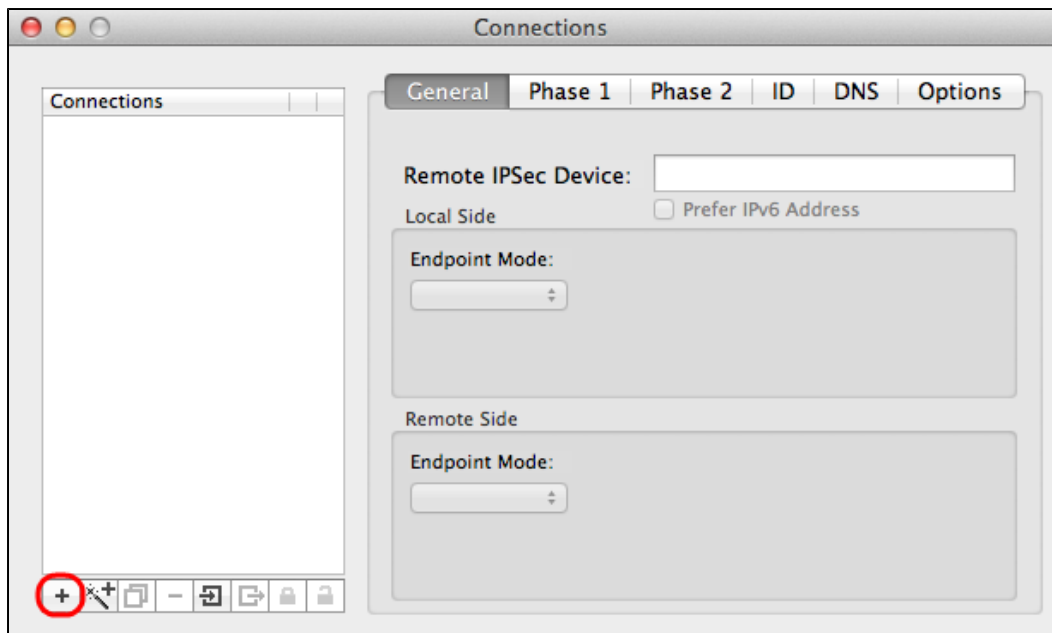 Connections
Connections
General Phase 1 Phase 2 ID DNS Options
Remote IPSec Device:
Prefer IPv6 Address
Local Side
Endpoint Mode:
Remote Side
Endpoint Mode: